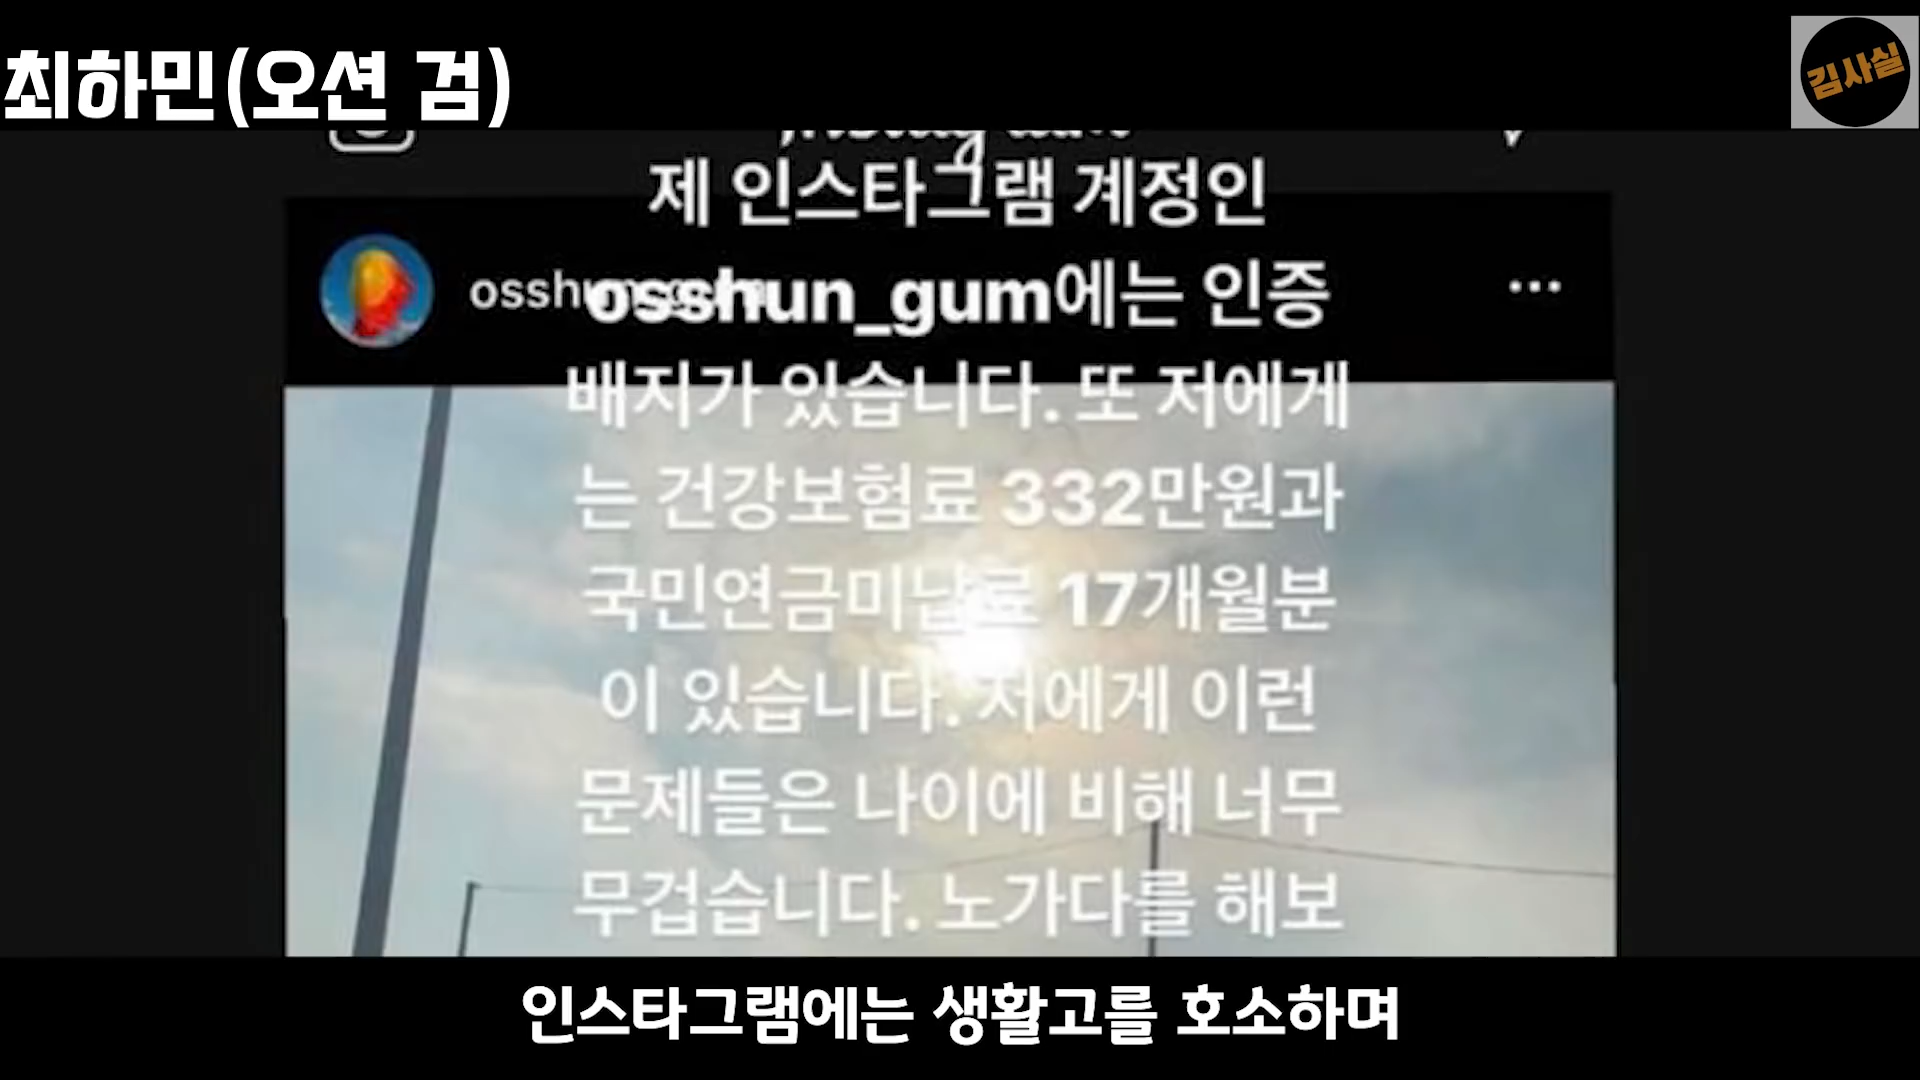 최하민(오션 검)
김사실
Instagram
제 인스타그램 계정인
osshun_gum
osshun_gum에는 인증
배지가 있습니다. 또 저에게
는 건강보험료 332만원과
국민연금미납료 17개월분
이 있습니다. 저에게 이런
문제들은 나이에 비해 너무
무겁습니다. 노가다를 해보
인스타그램에는 생활고를 호소하며